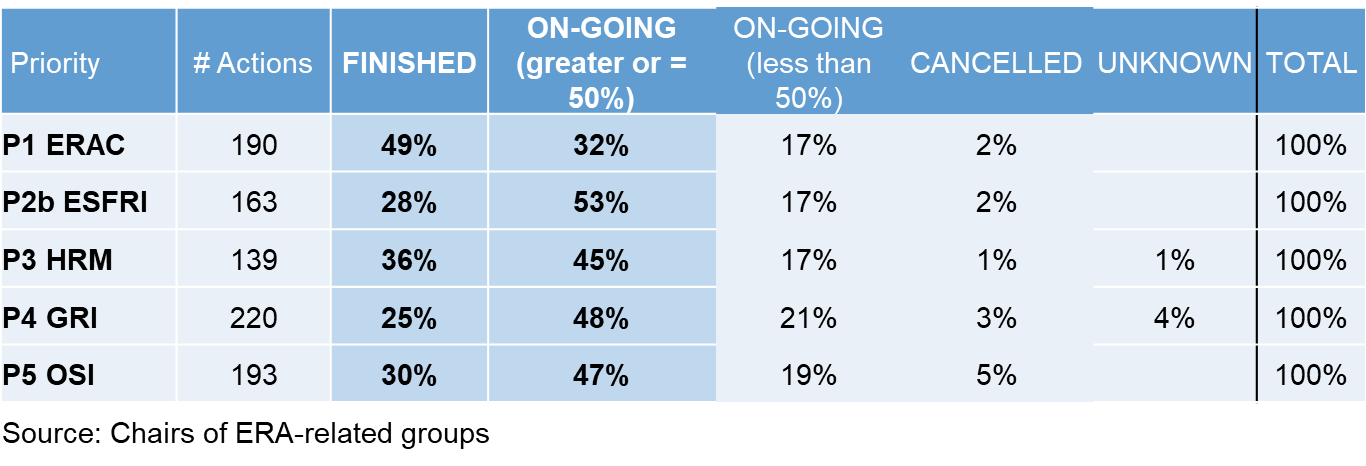 Priority # Actions FINISHED ON-GOING (greater or = 50%) ON-GOING (less than 50%) CANCELLED UNKNOWN TOTAL
P1 ERAC 190 49% 32% 17% 2% 100%
P2b ESFRI 163 28% 53% 17% 2% 100%
P3 HRM 139 36% 45% 17% 1% 1% 100%
P4 GRI 220 25% 48% 21% 3% 4% 100%
P5 OSI 193 30% 47% 19% 5% 100%
Source: Chairs of ERA-related groups